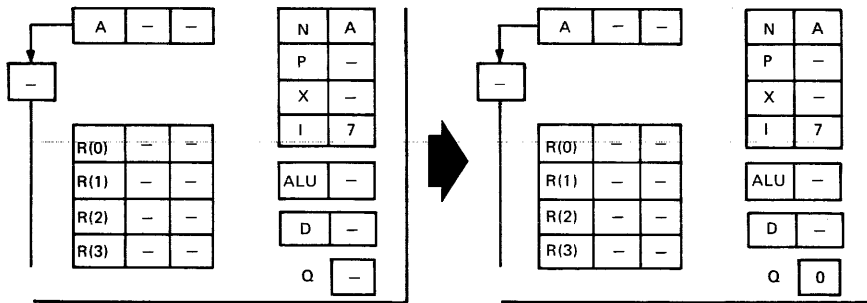 A – –
–
N A
P –
X –
I 7
R(0) – –
R(1) – –
R(2) – –
R(3) – –
ALU –
D –
Q –
A – –
–
N A
P –
X –
I 7
R(0) – –
R(1) – –
R(2) – –
R(3) – –
ALU –
D –
Q 0